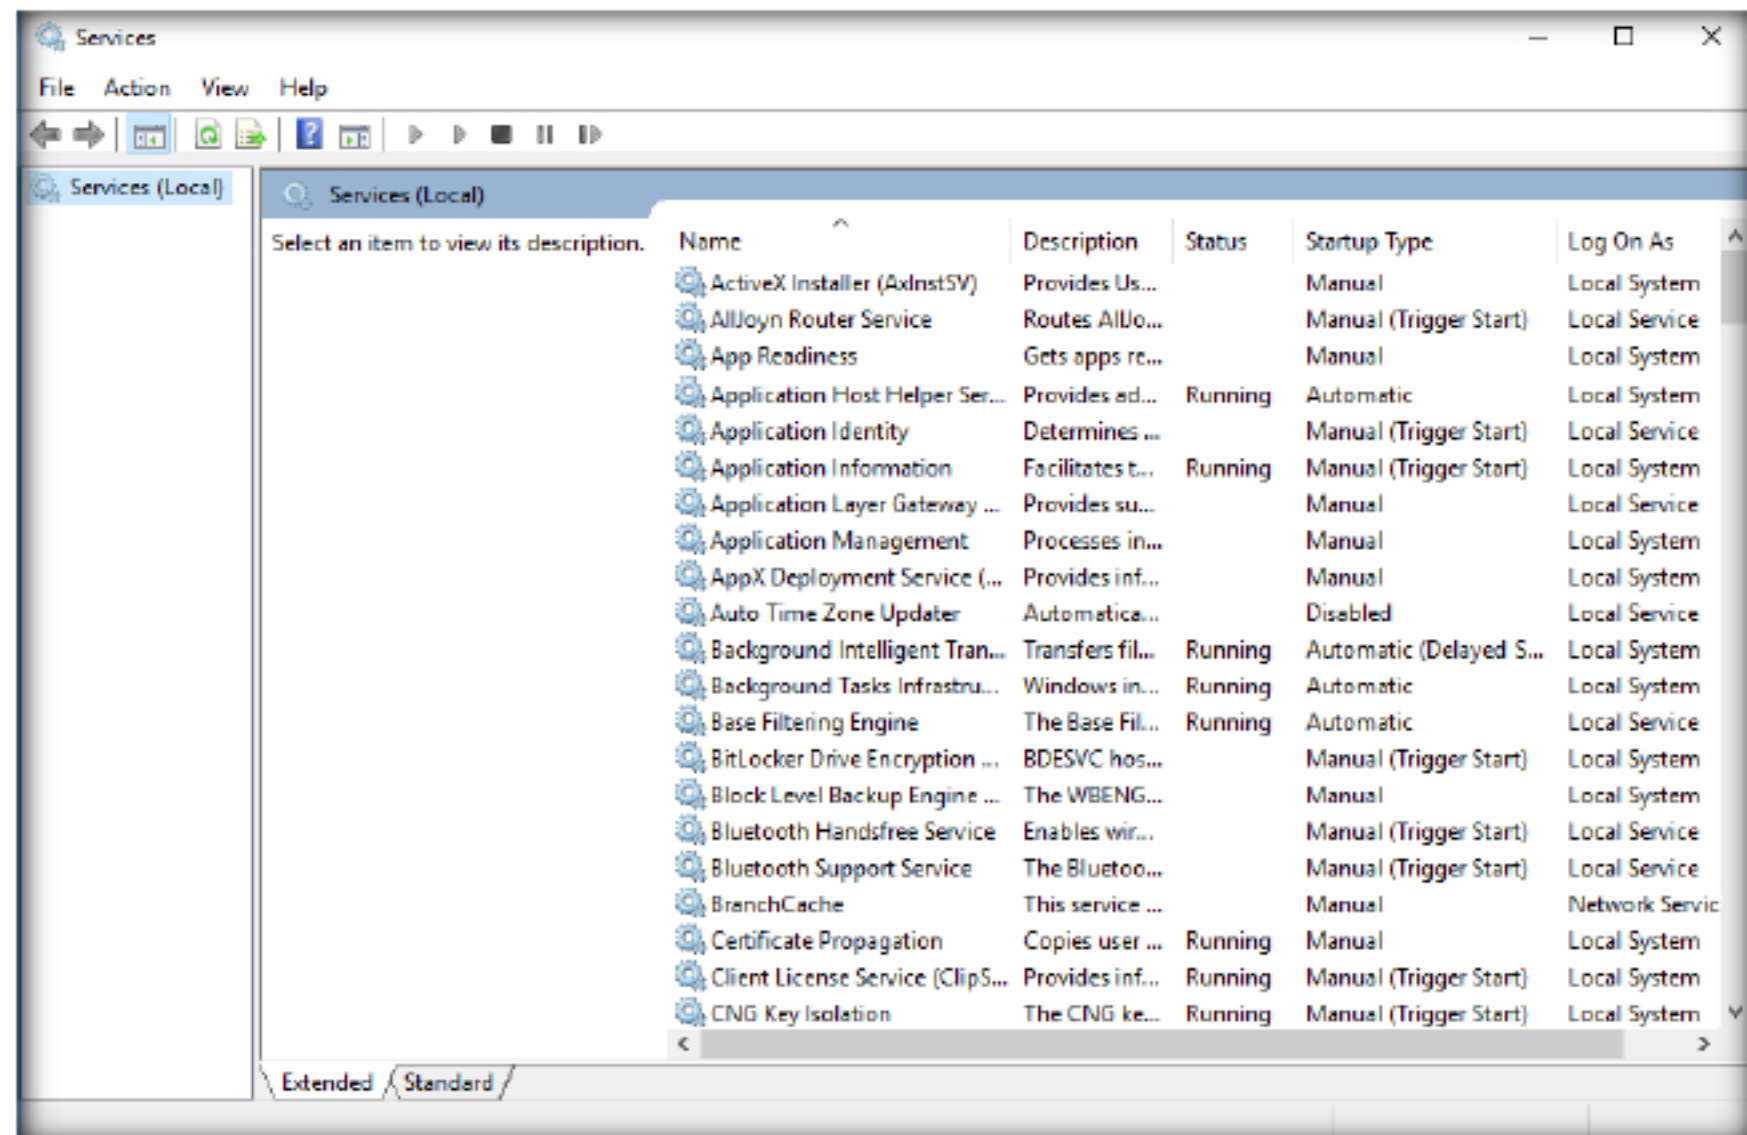 Services
File Action View Help
Services (Local)
Services (Local)
Select an item to view its description.
Name Description Status Startup Type Log On As
ActiveX Installer (AxInstSV) Provides Us... Manual Local System
AllJoyn Router Service Routes AllJo... Manual (Trigger Start) Local Service
App Readiness Gets apps re... Manual Local System
Application Host Helper Ser... Provides ad... Running Automatic Local System
Application Identity Determines ... Manual (Trigger Start) Local Service
Application Information Facilitates t... Running Manual (Trigger Start) Local System
Application Layer Gateway ... Provides su... Manual Local Service
Application Management Processes in... Manual Local System
AppX Deployment Service (... Provides inf... Manual Local System
Auto Time Zone Updater Automatica... Disabled Local Service
Background Intelligent Tran... Transfers fil... Running Automatic (Delayed S... Local System
Background Tasks Infrastru... Windows in... Running Automatic Local System
Base Filtering Engine The Base Fil... Running Automatic Local Service
BitLocker Drive Encryption ... BDESVC hos... Manual (Trigger Start) Local System
Block Level Backup Engine ... The WBENG... Manual Local System
Bluetooth Handsfree Service Enables wir... Manual (Trigger Start) Local Service
Bluetooth Support Service The Bluetoo... Manual (Trigger Start) Local Service
BranchCache This service ... Manual Network Servic
Certificate Propagation Copies user ... Running Manual Local System
Client License Service (ClipS... Provides inf... Running Manual (Trigger Start) Local System
CNG Key Isolation The CNG ke... Running Manual (Trigger Start) Local System
Extended Standard